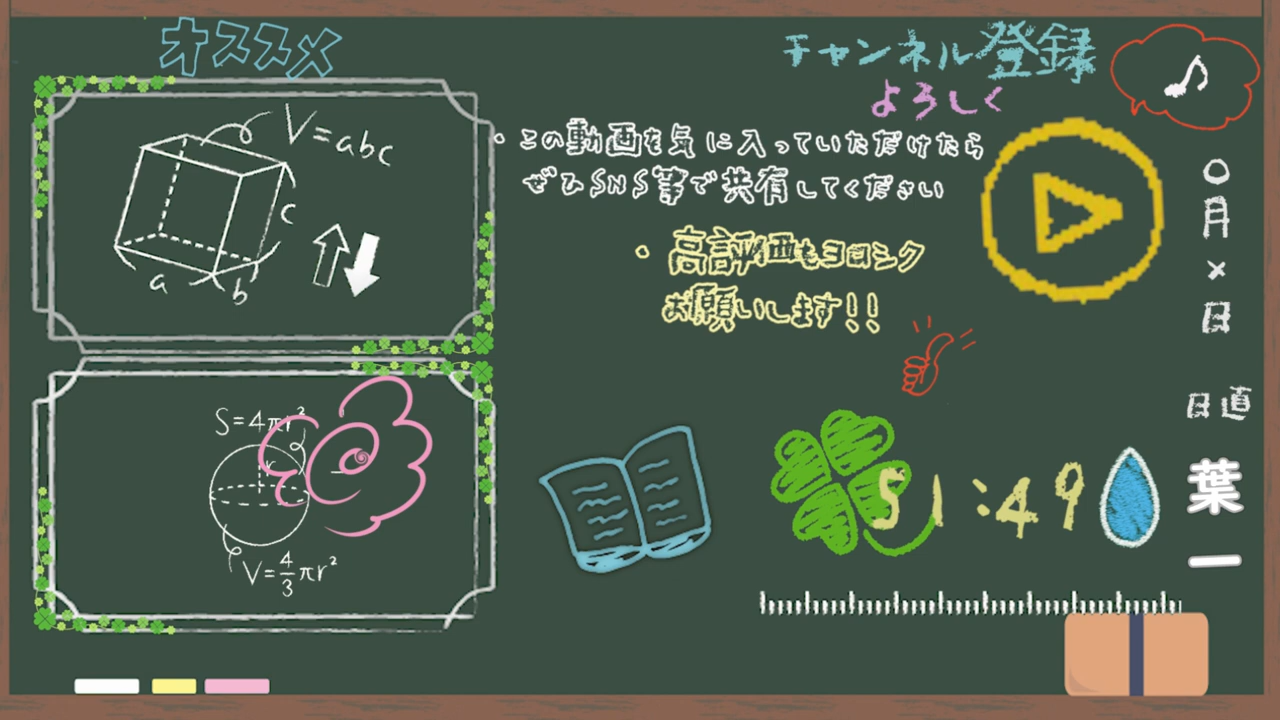 オススメ
V=abc
c
a
b
S=4πr²
r
V=4/3πr²
チャンネル登録
よろしく
・この動画を気に入っていただけたら
ぜひSNS等で共有してください
・高評価もヨロシク
お願いします!!
51:49
〇月×日
日直
葉一